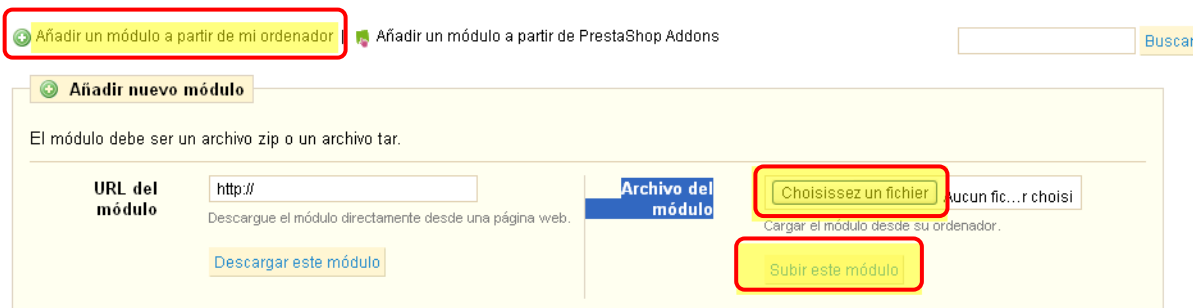 Añadir un módulo a partir de mi ordenador | Añadir un módulo a partir de PrestaShop Addons
Buscar
Añadir nuevo módulo
El módulo debe ser un archivo zip o un archivo tar.
URL del módulo
http://
Descargue el módulo directamente desde una página web.
Descargar este módulo
Archivo del módulo
Choisissez un fichier Aucun fic...r choisi
Cargar el módulo desde su ordenador.
Subir este módulo